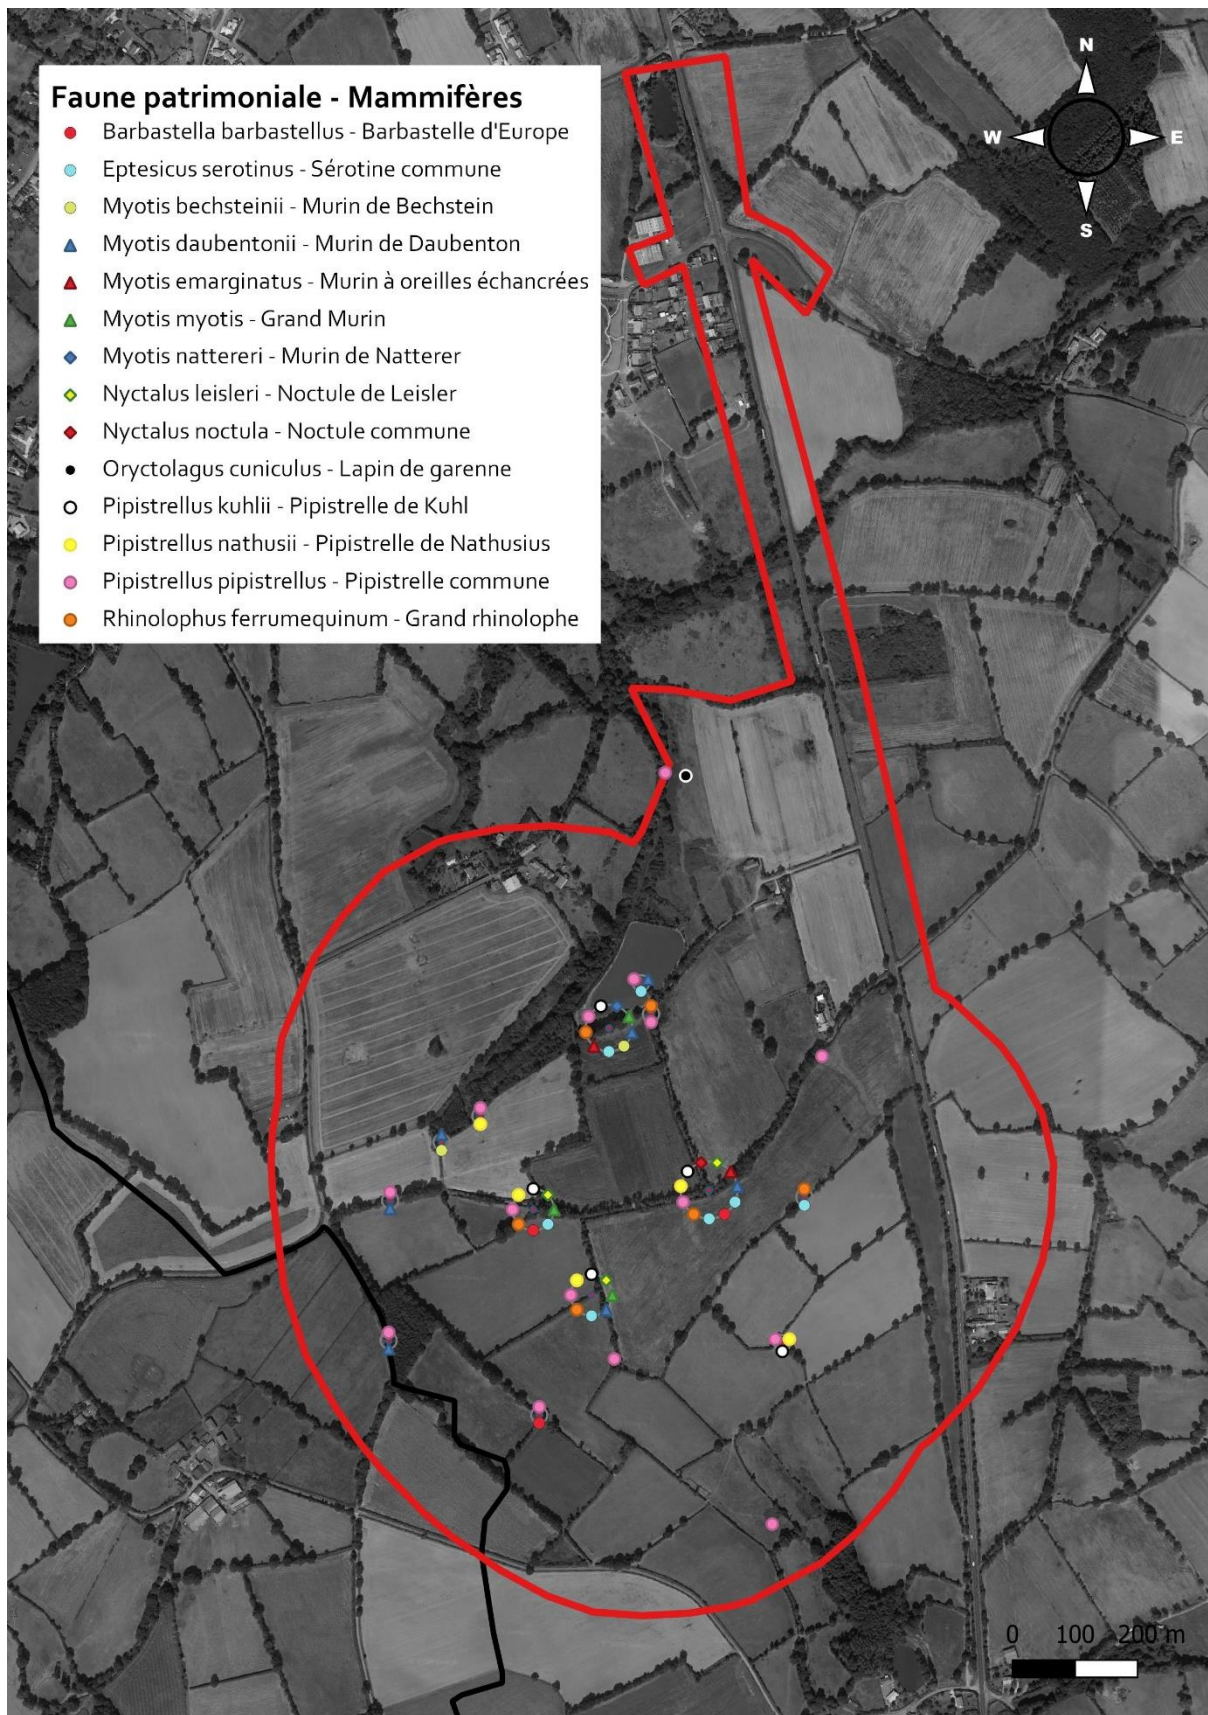 Faune patrimoniale - Mammifères
Barbastella barbastellus - Barbastelle d'Europe
Eptesicus serotinus - Sérotine commune
Myotis bechsteinii - Murin de Bechstein
Myotis daubentonii - Murin de Daubenton
Myotis emarginatus - Murin à oreilles échancrées
Myotis myotis - Grand Murin
Myotis nattereri - Murin de Natterer
Nyctalus leisleri - Noctule de Leisler
Nyctalus noctula - Noctule commune
Oryctolagus cuniculus - Lapin de garenne
Pipistrellus kuhlii - Pipistrelle de Kuhl
Pipistrellus nathusii - Pipistrelle de Nathusius
Pipistrellus pipistrellus - Pipistrelle commune
Rhinolophus ferrumequinum - Grand rhinolophe
N
W E
S
0 100 200 m